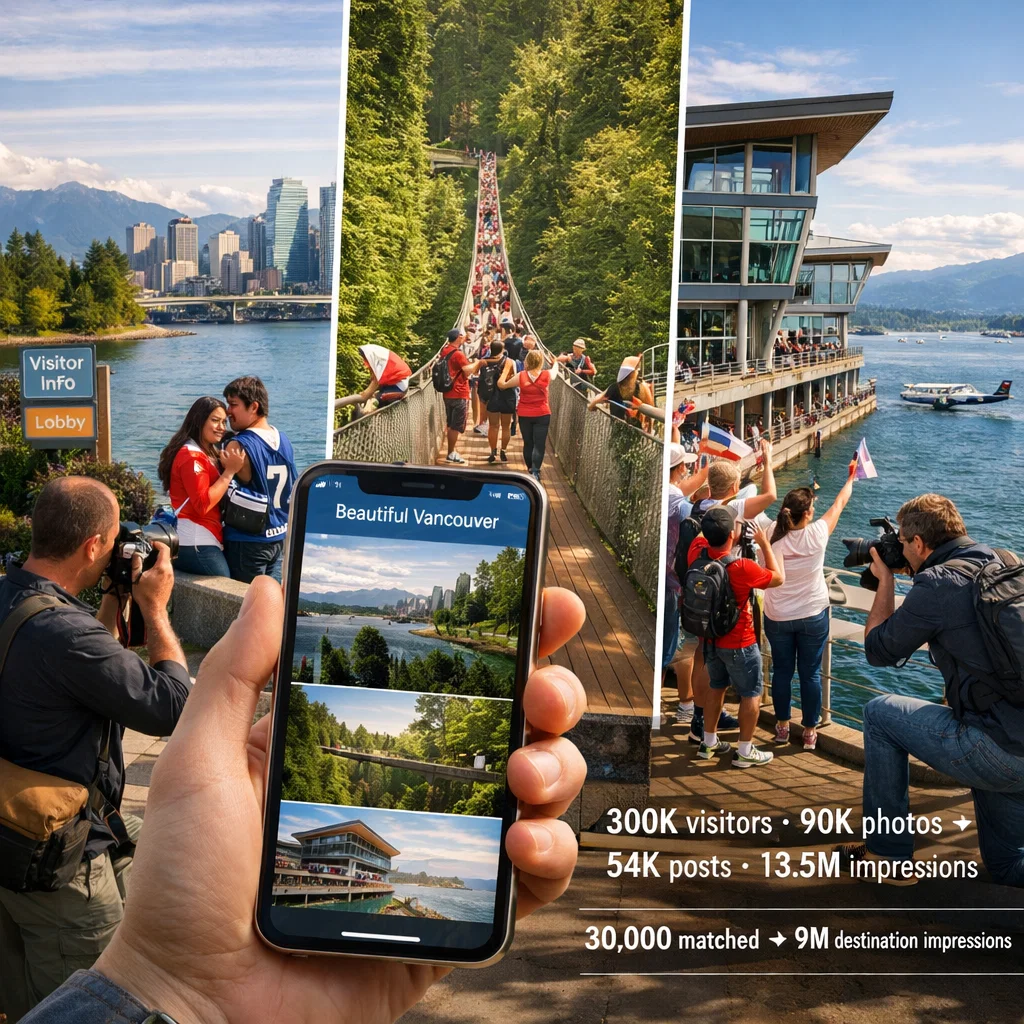 Visitor
Info
Lobby
Beautiful Vancouver
7
300K visitors · 90K photos ➔
54K posts · 13.5M impressions
30,000 matched ➔ 9M destination impressions